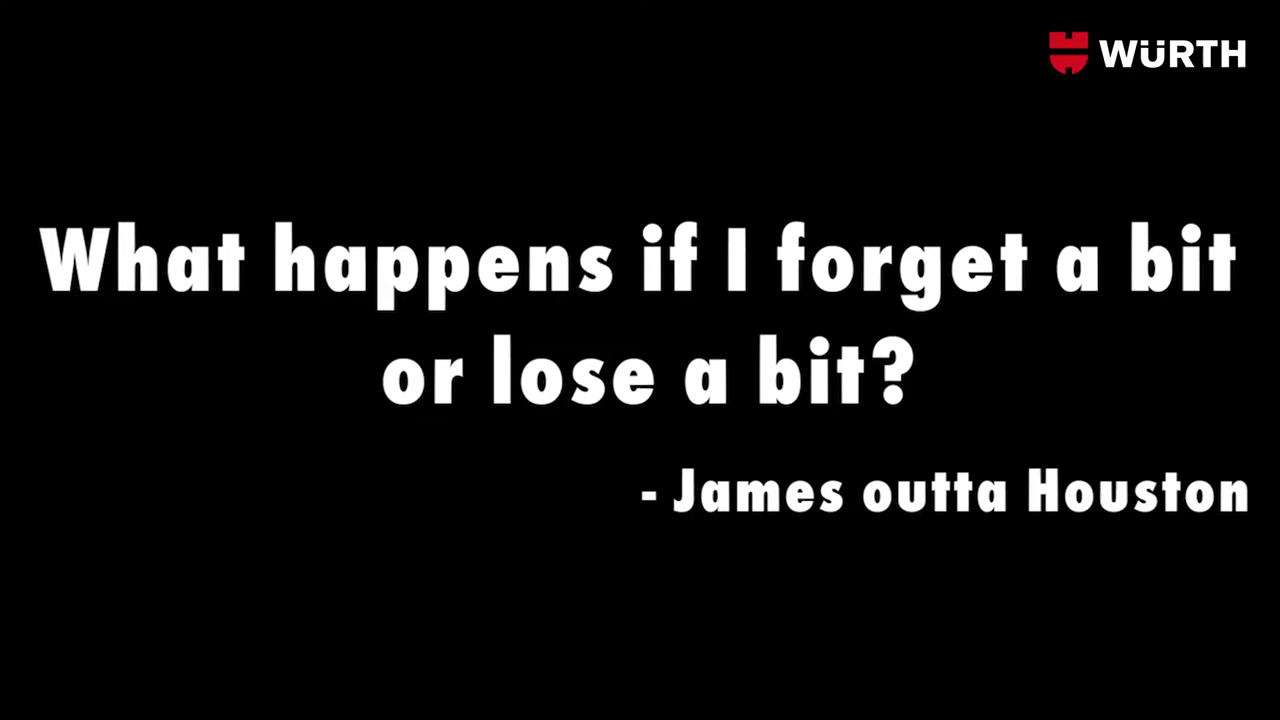 WÜRTH
What happens if I forget a bit
or lose a bit?
- James outta Houston